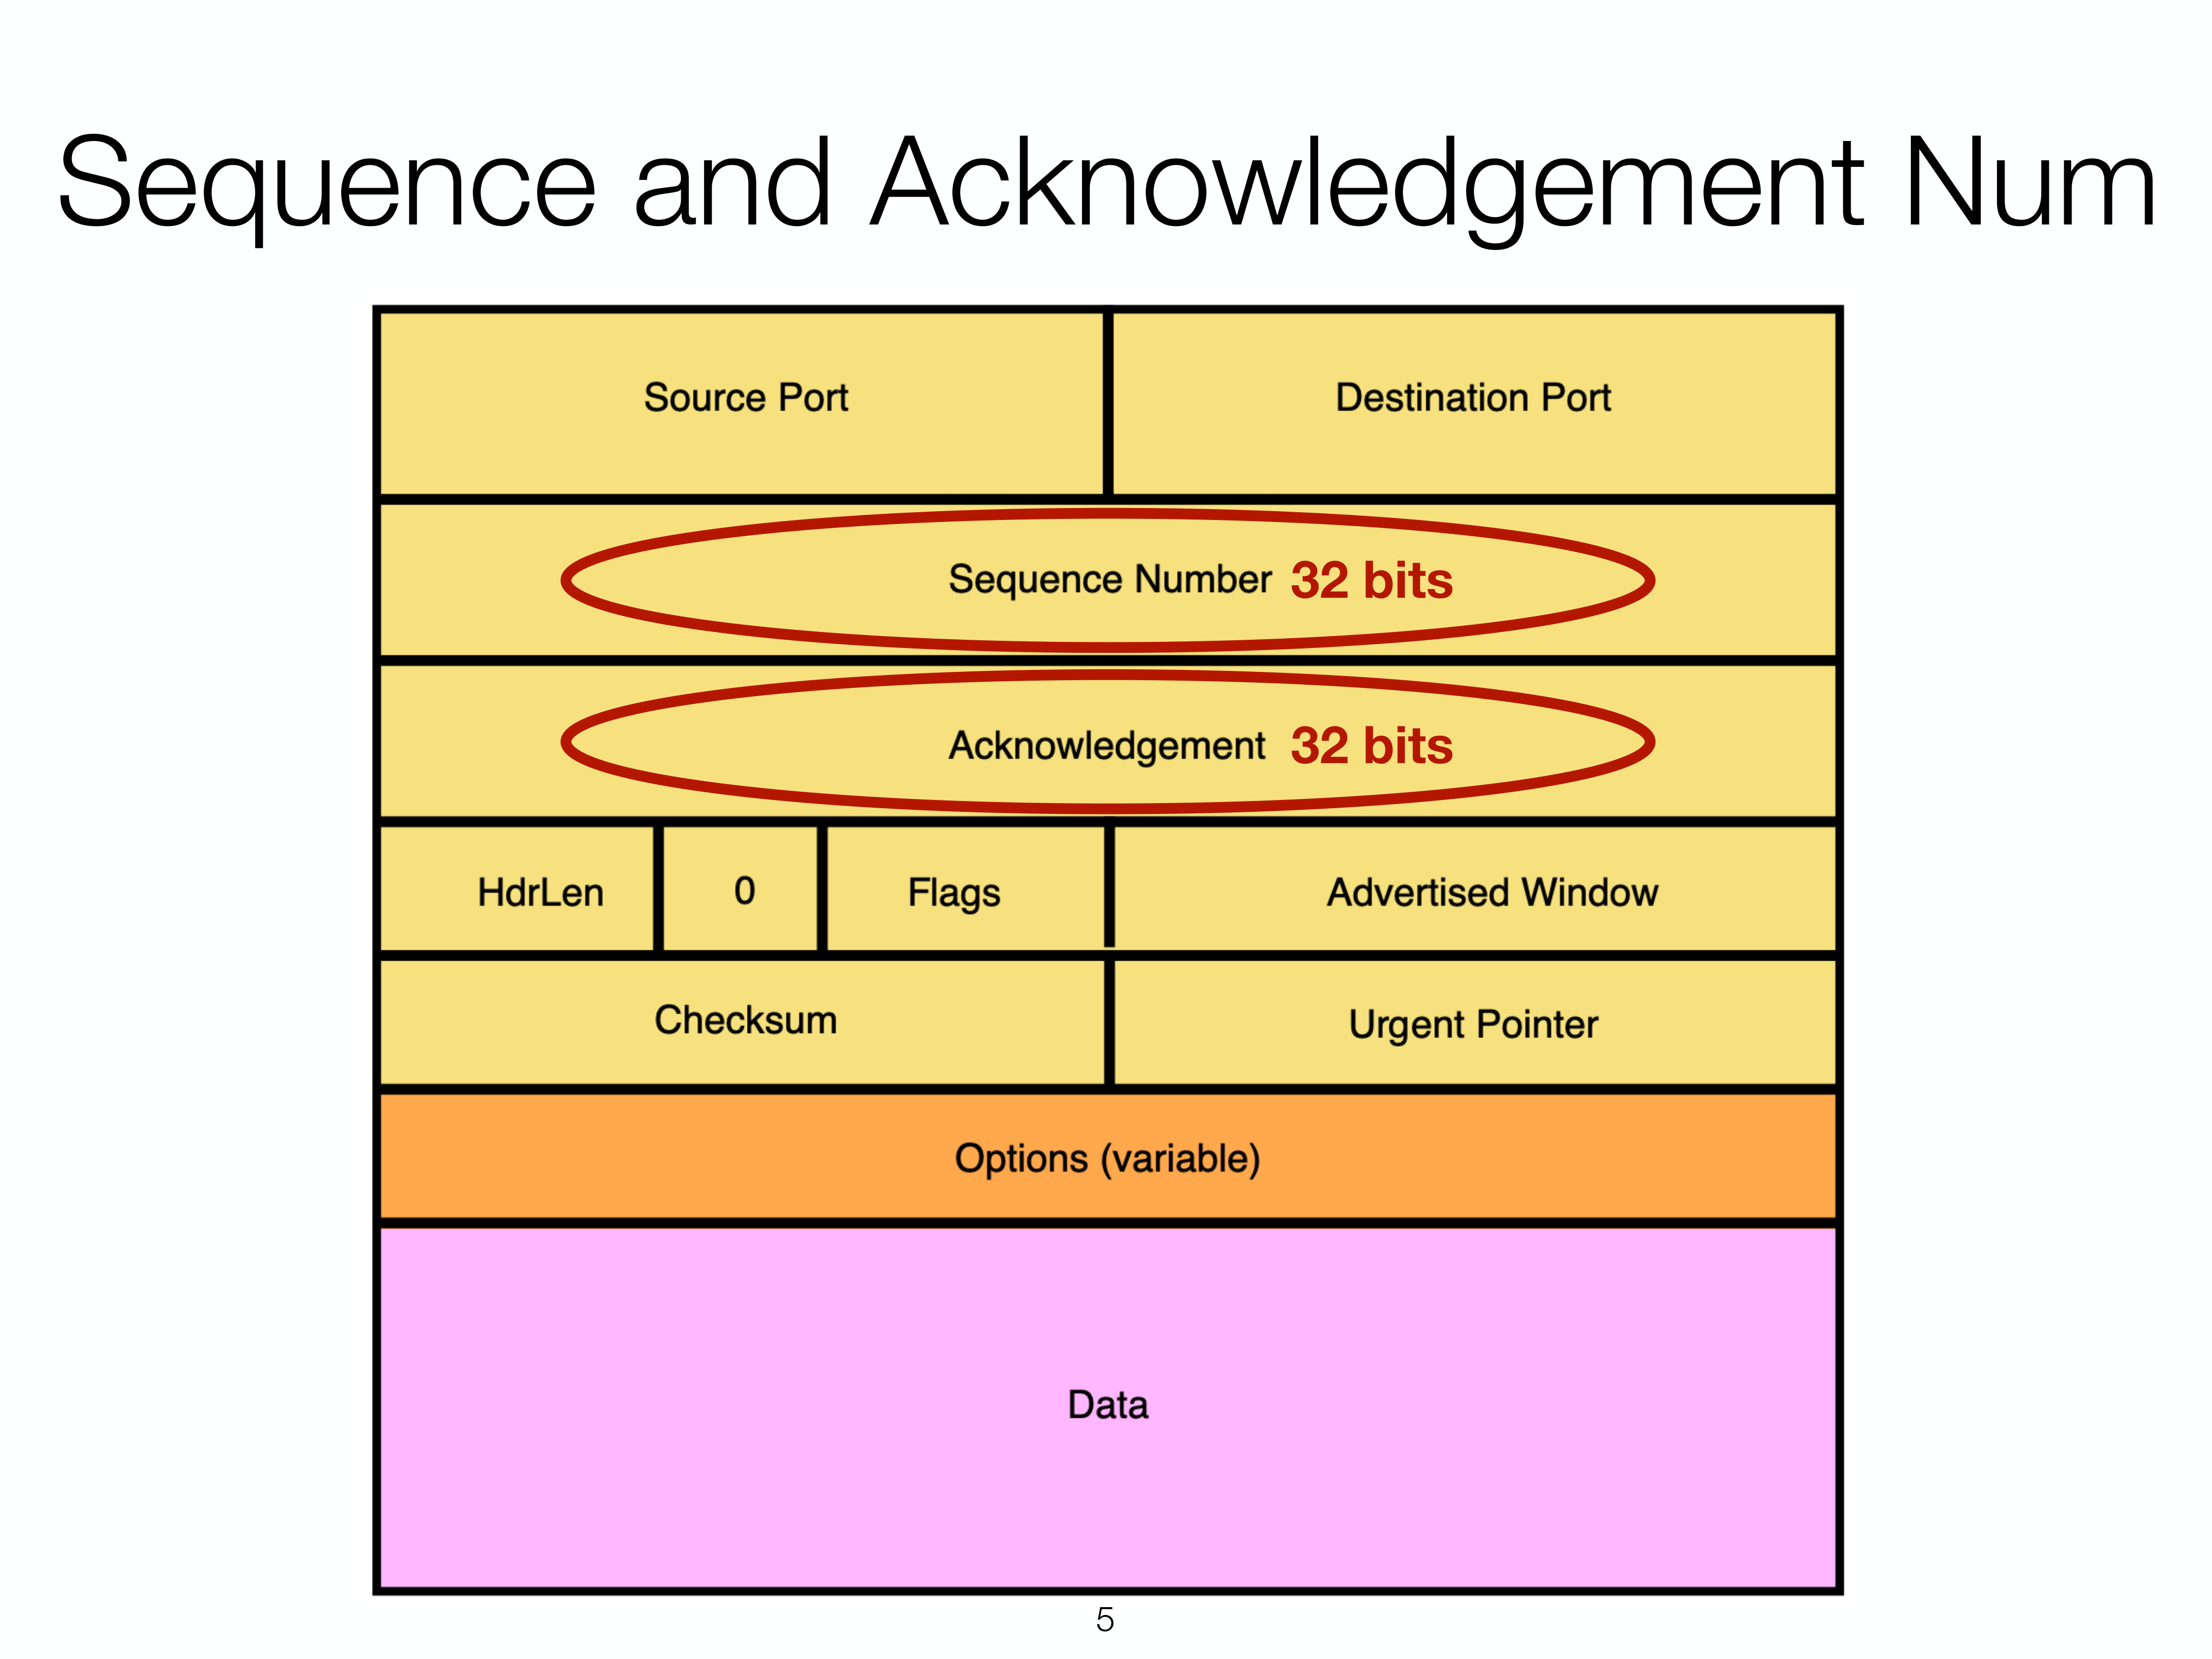 Sequence and Acknowledgement Num
Source Port
Destination Port
Sequence Number 32 bits
Acknowledgement 32 bits
HdrLen
0
Flags
Advertised Window
Checksum
Urgent Pointer
Options (variable)
Data
5